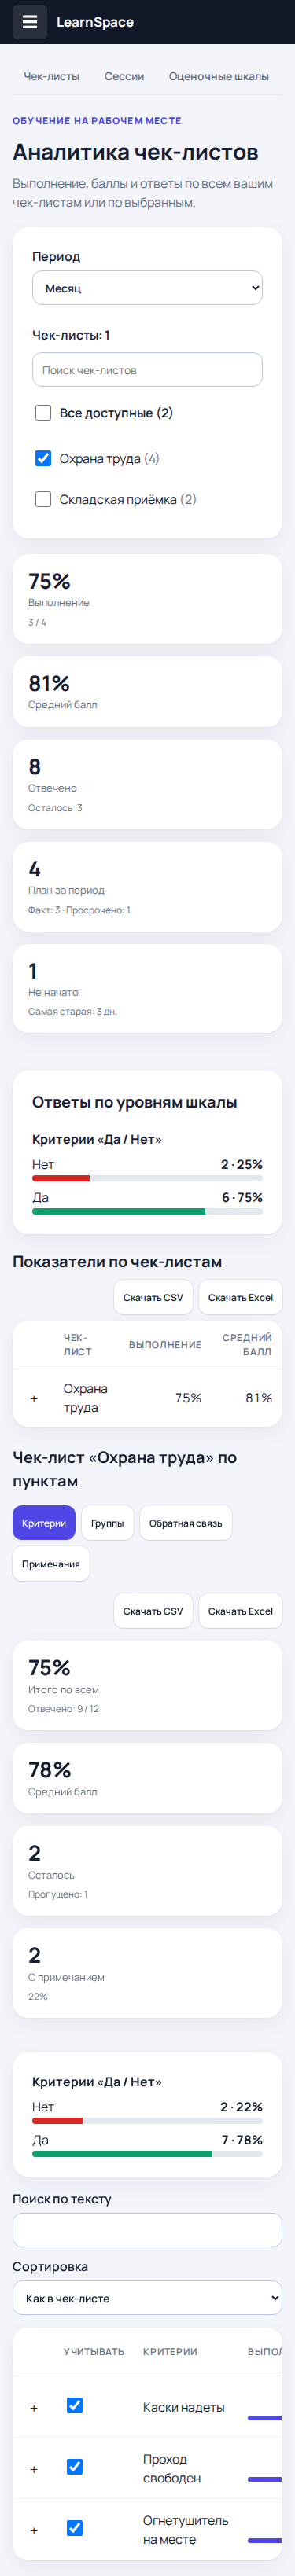 LearnSpace
Чек-листы Сессии Оценочные шкалы
ОБУЧЕНИЕ НА РАБОЧЕМ МЕСТЕ
Аналитика чек-листов
Выполнение, баллы и ответы по всем вашим
чек-листам или по выбранным.
Период
Месяц
Чек-листы: 1
Поиск чек-листов
Все доступные (2)
Охрана труда (4)
Складская приёмка (2)
75%
Выполнение
3 / 4
81%
Средний балл
8
Отвечено
Осталось: 3
4
План за период
Факт: 3 · Просрочено: 1
1
Не начато
Самая старая: 3 дн.
Ответы по уровням шкалы
Критерии «Да / Нет»
Нет 2 · 25%
Да 6 · 75%
Показатели по чек-листам
Скачать CSV Скачать Excel
ЧЕК-
ЛИСТ ВЫПОЛНЕНИЕ СРЕДНИЙ
БАЛЛ
+ Охрана
труда 75% 81%
Чек-лист «Охрана труда» по
пунктам
Критерии Группы Обратная связь
Примечания
Скачать CSV Скачать Excel
75%
Итого по всем
Отвечено: 9 / 12
78%
Средний балл
2
Осталось
Пропущено: 1
2
С примечанием
22%
Критерии «Да / Нет»
Нет 2 · 22%
Да 7 · 78%
Поиск по тексту
Сортировка
Как в чек-листе
УЧИТЫВАТЬ КРИТЕРИИ ВЫПОЛ
+ Каски надеты
+ Проход
свободен
+ Огнетушитель
на месте